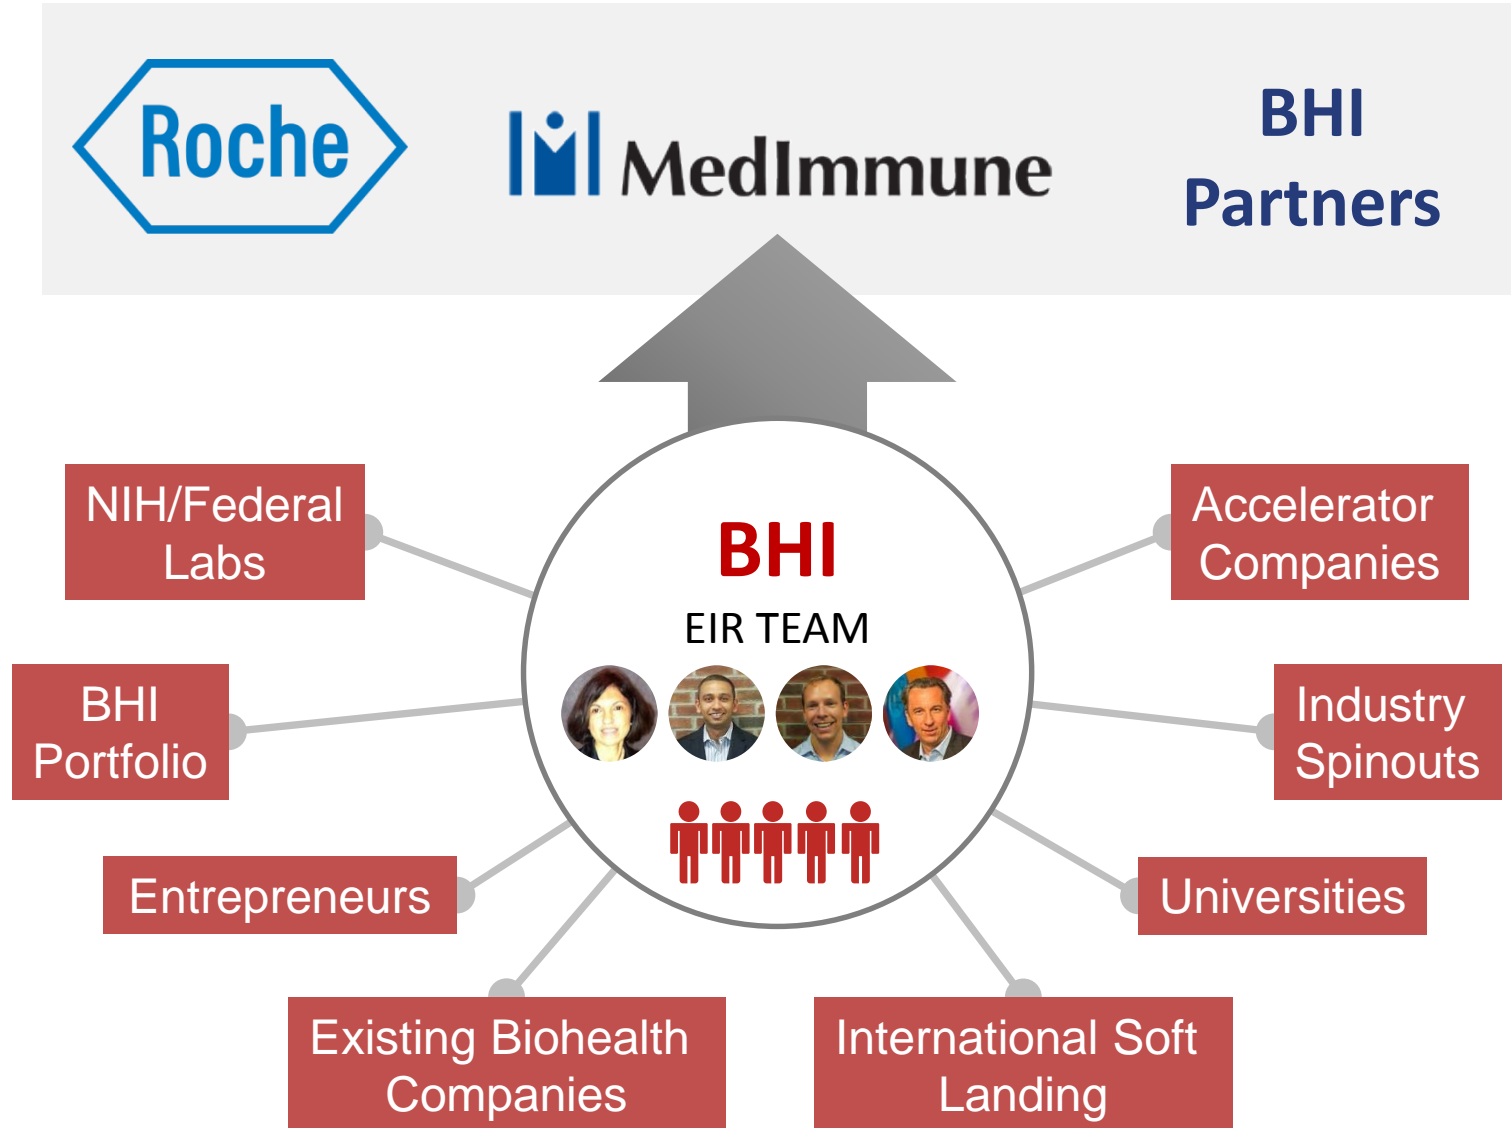 Roche
MedImmune
BHI
Partners
NIH/Federal
Labs
BHI
EIR TEAM
Accelerator
Companies
BHI
Portfolio
Industry
Spinouts
Entrepreneurs
Universities
Existing Biohealth
Companies
International Soft
Landing